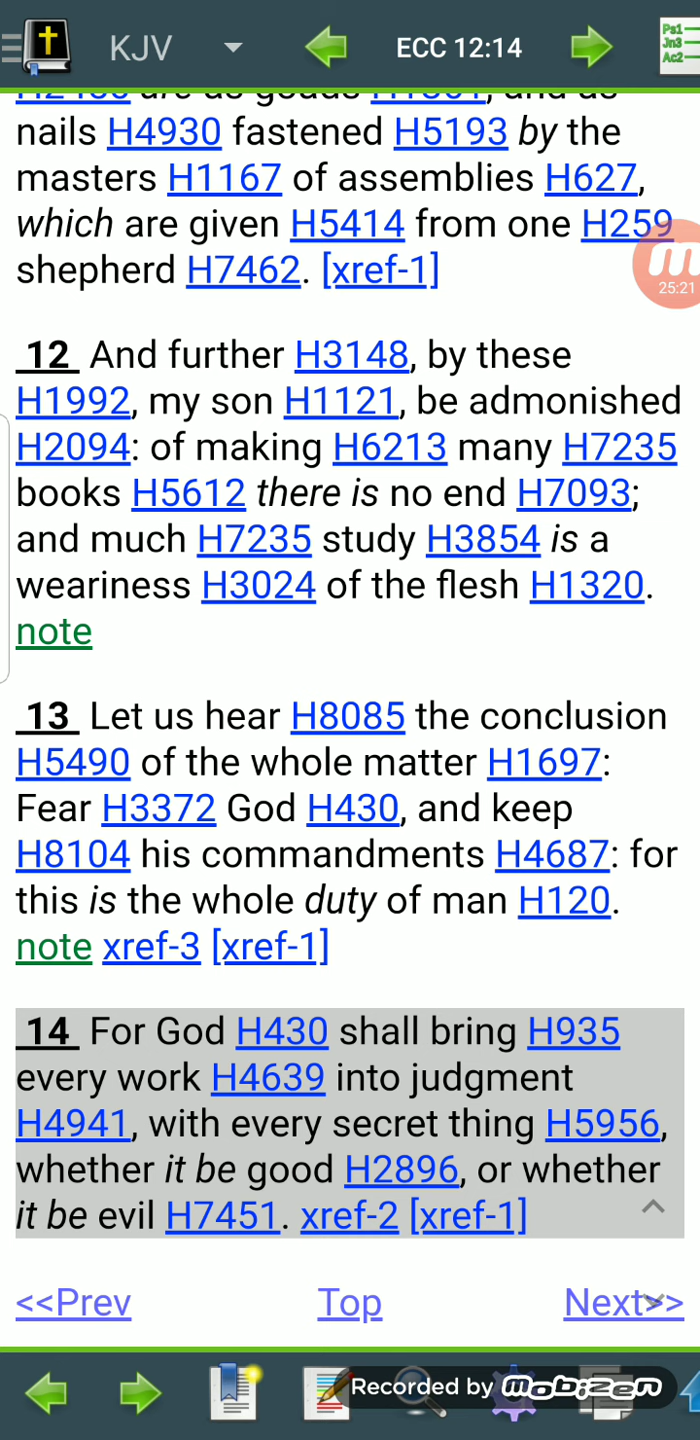 KJV ECC 12:14 Ps1 Jn3 Ac2
are as goads and as
nails H4930 fastened H5193 by the
masters H1167 of assemblies H627,
which are given H5414 from one H259
shepherd H7462. [xref-1]
25:21
12 And further H3148, by these
H1992, my son H1121, be admonished
H2094: of making H6213 many H7235
books H5612 there is no end H7093;
and much H7235 study H3854 is a
weariness H3024 of the flesh H1320.
note
13 Let us hear H8085 the conclusion
H5490 of the whole matter H1697:
Fear H3372 God H430, and keep
H8104 his commandments H4687: for
this is the whole duty of man H120.
note xref-3 [xref-1]
14 For God H430 shall bring H935
every work H4639 into judgment
H4941, with every secret thing H5956,
whether it be good H2896, or whether
it be evil H7451. xref-2 [xref-1]
<<Prev Top Next>>
Recorded by mobizen